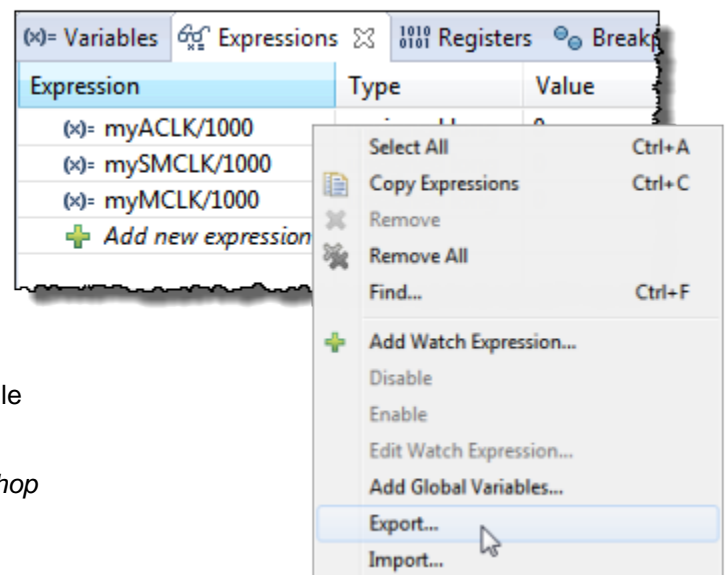 (x)= Variables Expressions Registers
Expression Type Value
(x)= myACLK/1000
(x)= mySMCLK/1000
(x)= myMCLK/1000
Add new expression
Select All Ctrl+A
Copy Expressions Ctrl+C
Remove
Remove All
Find... Ctrl+F
Add Watch Expression...
Disable
Enable
Edit Watch Expression...
Add Global Variables...
Export...
Import...
le
hop